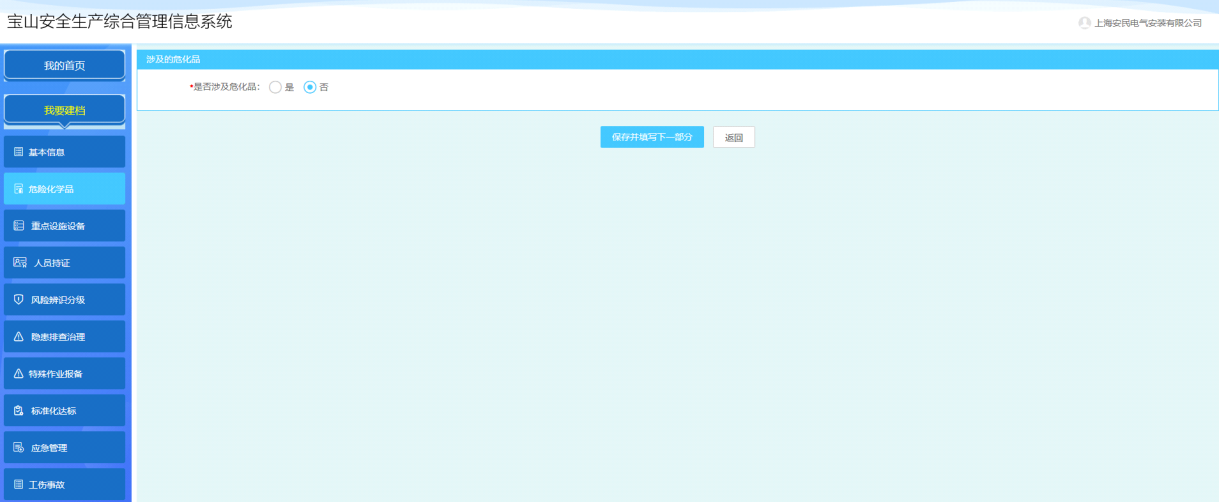 宝山安全生产综合管理信息系统
上海安民电气安装有限公司
我的首页
我要建档
基本信息
危险化学品
重点设施设备
人员持证
风险辨识分级
隐患排查治理
特殊作业报备
标准化达标
应急管理
工伤事故
涉及的危化品
*是否涉及危化品： 是 否
保存并填写下一部分 返回